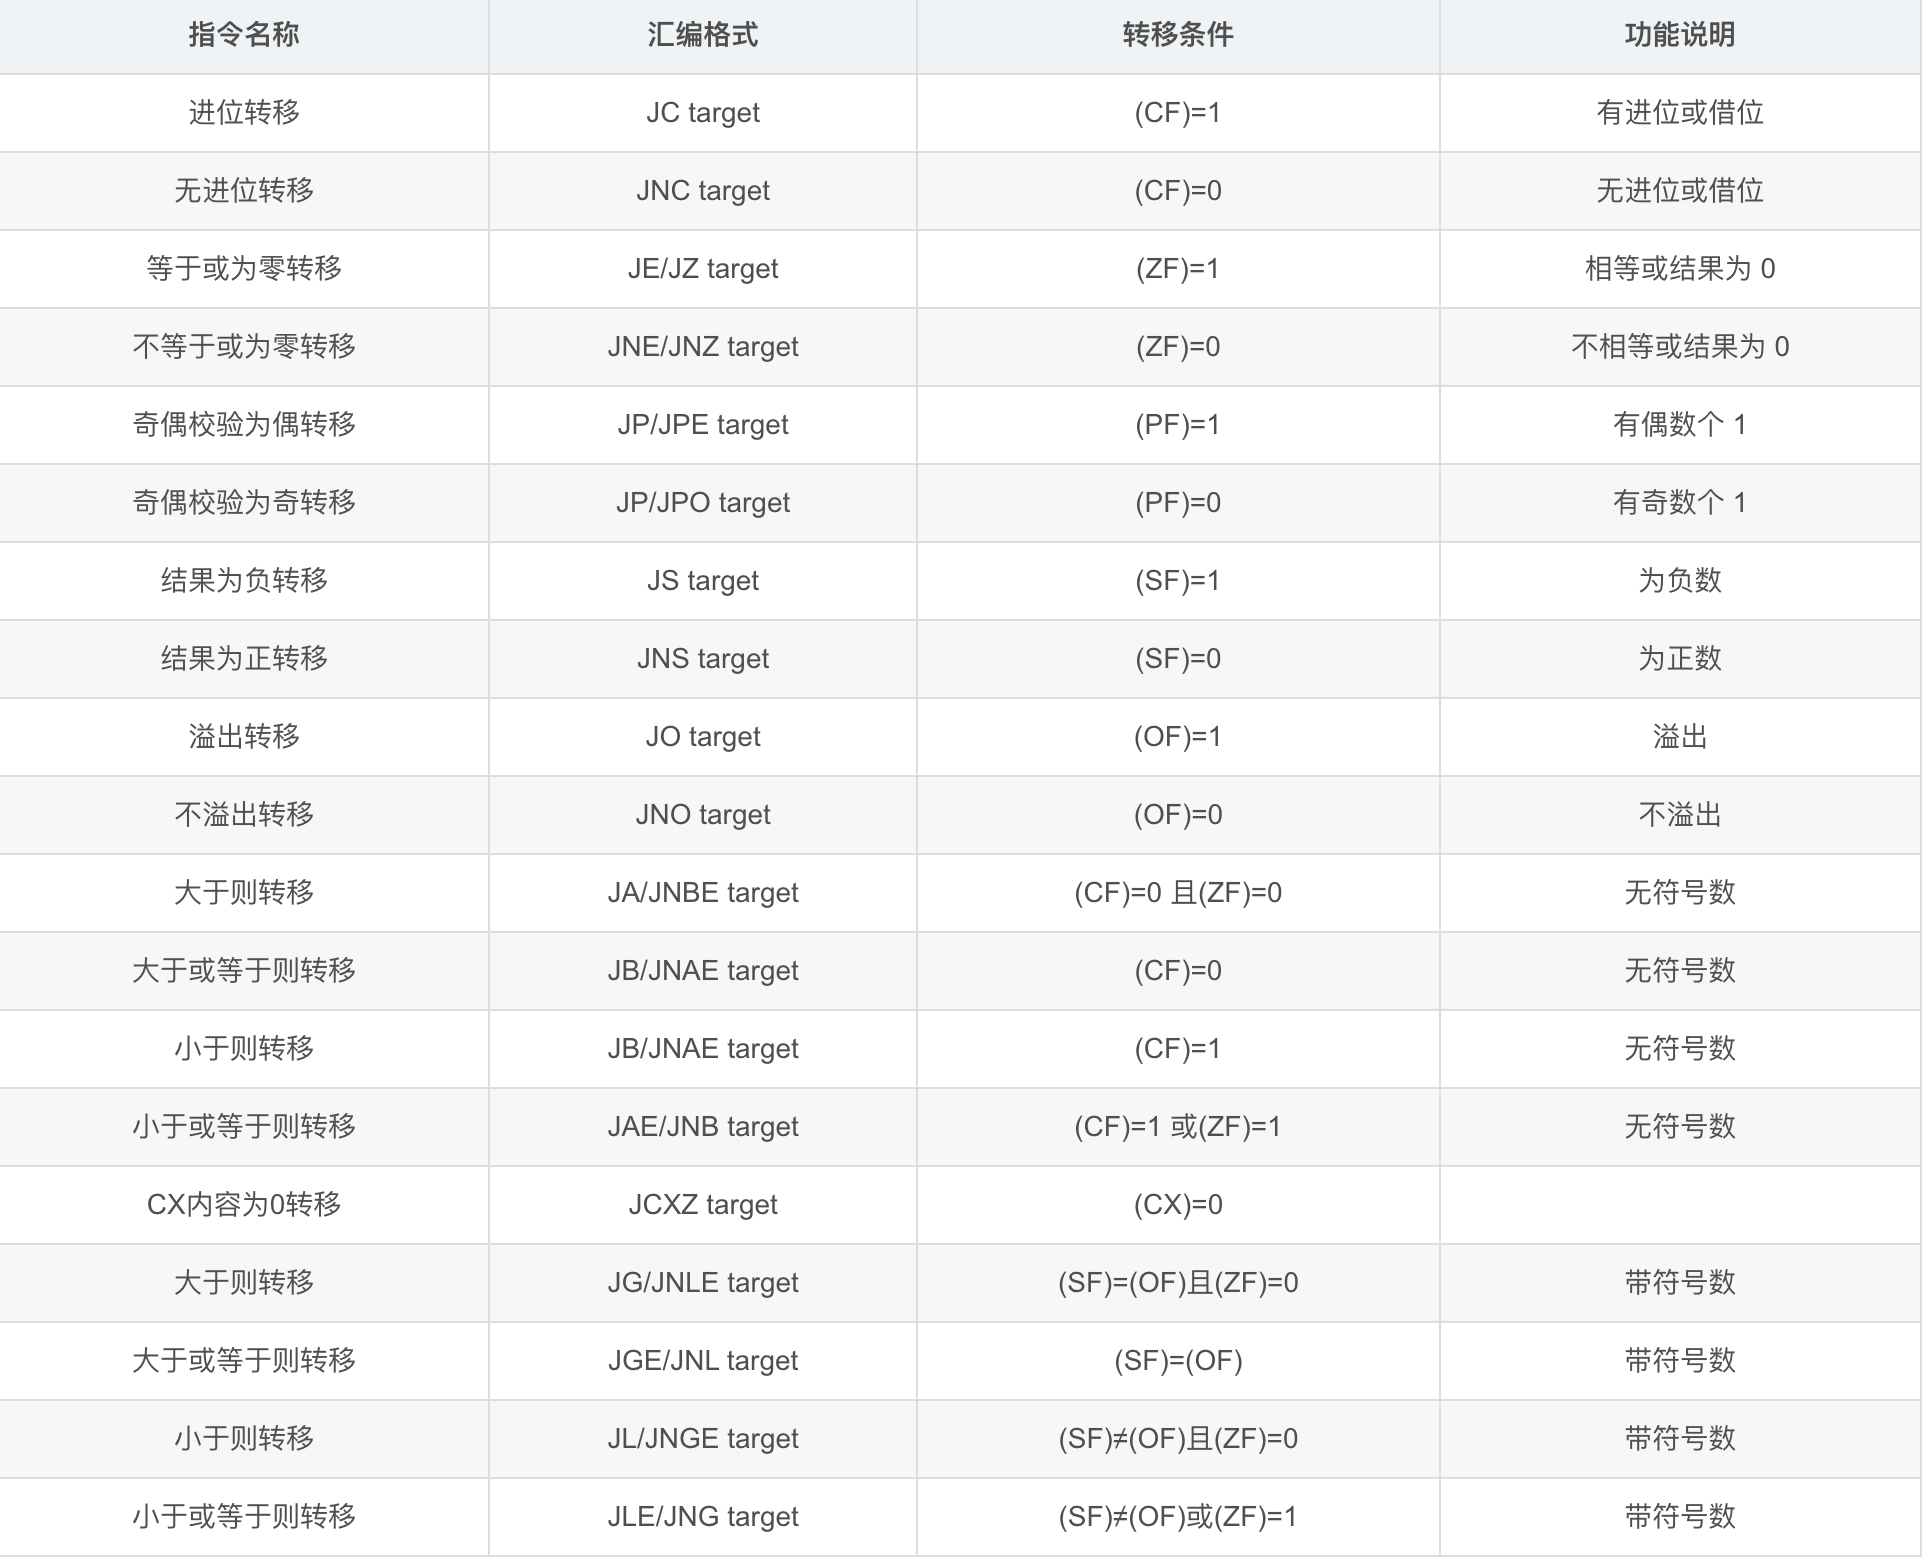 指令名称 汇编格式 转移条件 功能说明
进位转移 JC target (CF)=1 有进位或借位
无进位转移 JNC target (CF)=0 无进位或借位
等于或为零转移 JE/JZ target (ZF)=1 相等或结果为 0
不等于或为零转移 JNE/JNZ target (ZF)=0 不相等或结果为 0
奇偶校验为偶转移 JP/JPE target (PF)=1 有偶数个 1
奇偶校验为奇转移 JP/JPO target (PF)=0 有奇数个 1
结果为负转移 JS target (SF)=1 为负数
结果为正转移 JNS target (SF)=0 为正数
溢出转移 JO target (OF)=1 溢出
不溢出转移 JNO target (OF)=0 不溢出
大于则转移 JA/JNBE target (CF)=0 且(ZF)=0 无符号数
大于或等于则转移 JB/JNAE target (CF)=0 无符号数
小于则转移 JB/JNAE target (CF)=1 无符号数
小于或等于则转移 JAE/JNB target (CF)=1 或(ZF)=1 无符号数
CX内容为0转移 JCXZ target (CX)=0
大于则转移 JG/JNLE target (SF)=(OF)且(ZF)=0 带符号数
大于或等于则转移 JGE/JNL target (SF)=(OF) 带符号数
小于则转移 JL/JNGE target (SF)≠(OF)且(ZF)=0 带符号数
小于或等于则转移 JLE/JNG target (SF)≠(OF)或(ZF)=1 带符号数